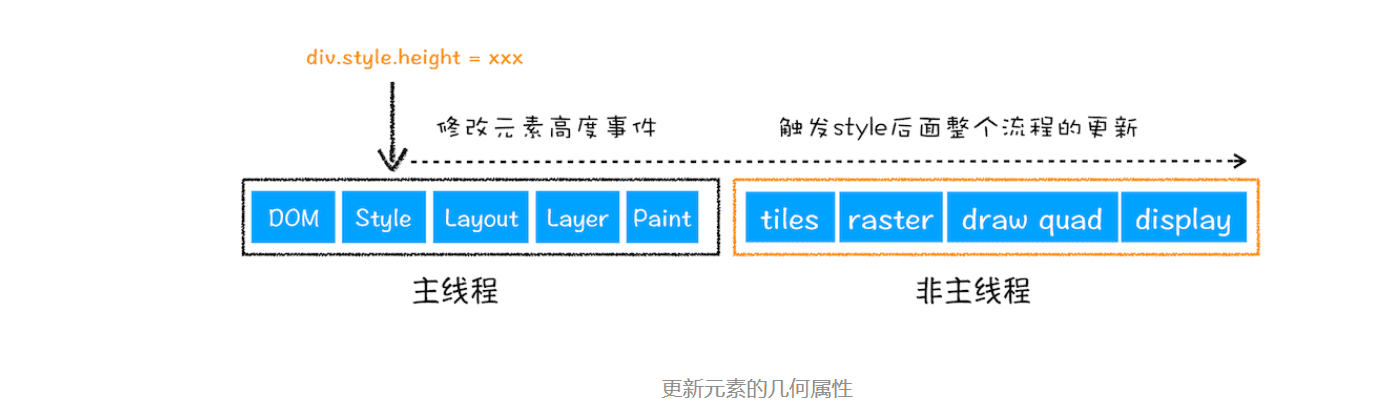 div.style.height = xxx
修改元素高度事件
触发style后面整个流程的更新
DOM Style Layout Layer Paint tiles raster draw quad display
主线程 非主线程
更新元素的几何属性